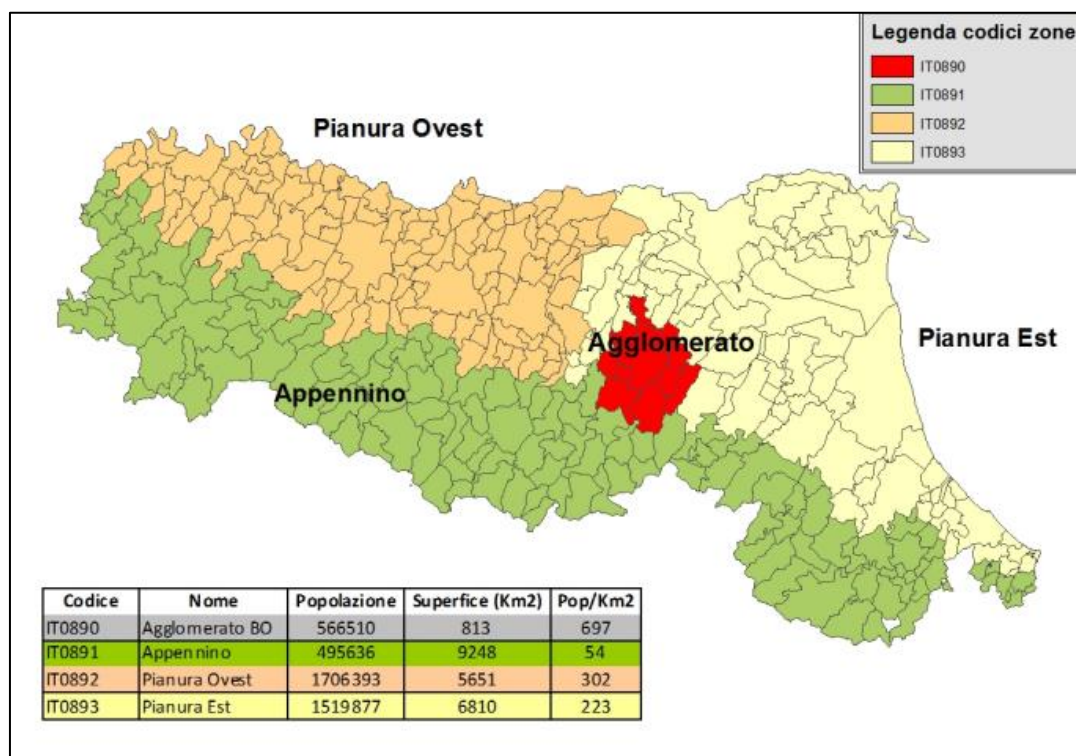 Legenda codici zone
IT0890
IT0891
IT0892
IT0893
Pianura Ovest
Agglomerato
Pianura Est
Appennino
Codice Nome Popolazione Superfice (Km2) Pop/Km2
IT0890 Agglomerato BO 566510 813 697
IT0891 Appennino 495636 9248 54
IT0892 Pianura Ovest 1706393 5651 302
IT0893 Pianura Est 1519877 6810 223